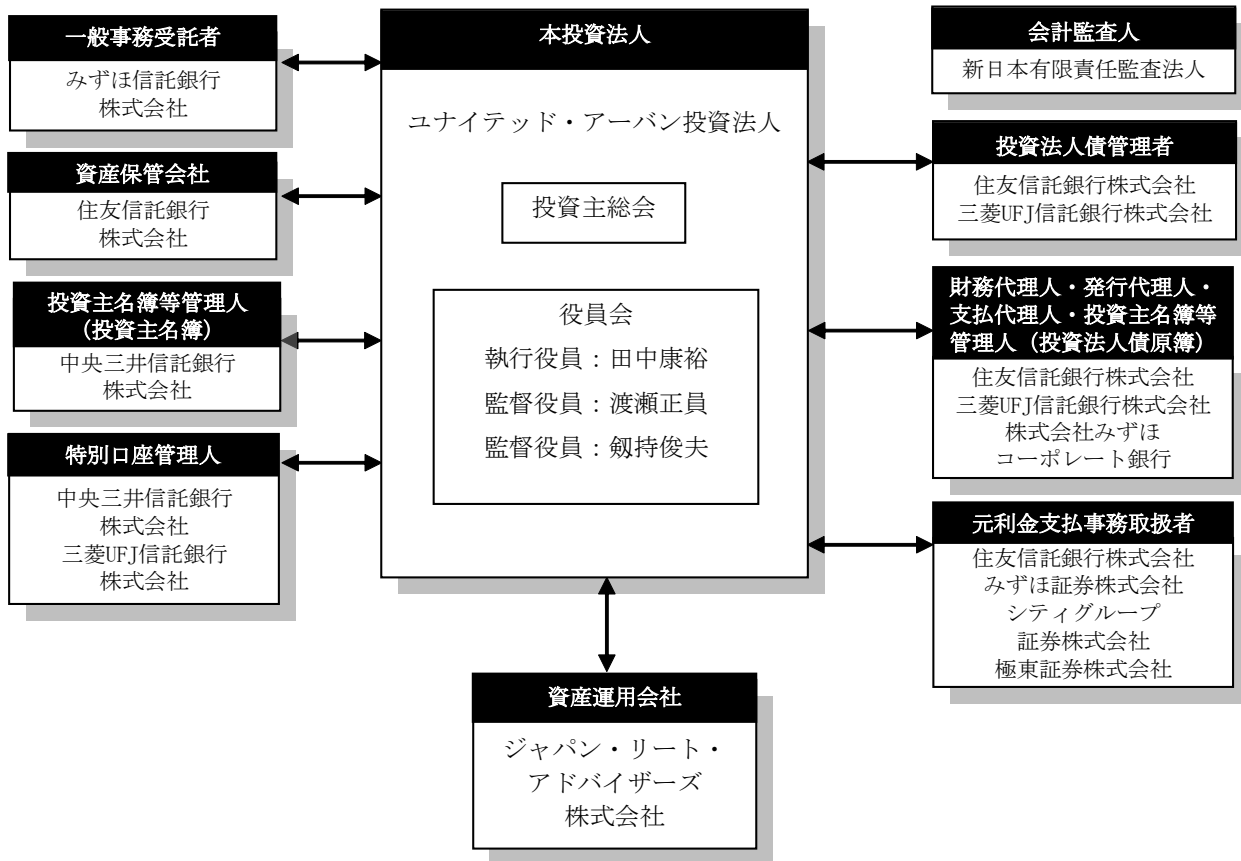 一般事務受託者
みずほ信託銀行
株式会社
資産保管会社
住友信託銀行
株式会社
投資主名簿等管理人
（投資主名簿）
中央三井信託銀行
株式会社
特別口座管理人
中央三井信託銀行
株式会社
三菱UFJ信託銀行
株式会社
本投資法人
ユナイテッド・アーバン投資法人
投資主総会
役員会
執行役員：田中康裕
監督役員：渡瀬正員
監督役員：剱持俊夫
資産運用会社
ジャパン・リート・
アドバイザーズ
株式会社
会計監査人
新日本有限責任監査法人
投資法人債管理者
住友信託銀行株式会社
三菱UFJ信託銀行株式会社
財務代理人・発行代理人・
支払代理人・投資主名簿等
管理人（投資法人債原簿）
住友信託銀行株式会社
三菱UFJ信託銀行株式会社
株式会社みずほ
コーポレート銀行
元利金支払事務取扱者
住友信託銀行株式会社
みずほ証券株式会社
シティグループ
証券株式会社
極東証券株式会社